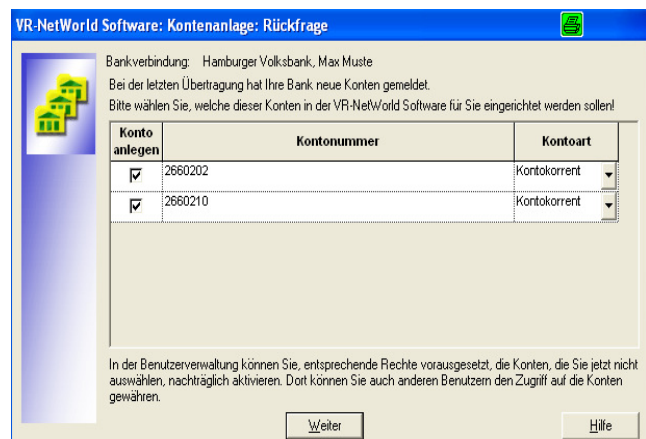 VR-NetWorld Software: Kontenanlage: Rückfrage
Bankverbindung: Hamburger Volksbank, Max Muste
Bei der letzten Übertragung hat Ihre Bank neue Konten gemeldet.
Bitte wählen Sie, welche dieser Konten in der VR-NetWorld Software für Sie eingerichtet werden sollen!
Konto anlegen Kontonummer Kontoart
2660202 Kontokorrent
2660210 Kontokorrent
In der Benutzerverwaltung können Sie, entsprechende Rechte vorausgesetzt, die Konten, die Sie jetzt nicht
auswählen, nachträglich aktivieren. Dort können Sie auch anderen Benutzern den Zugriff auf die Konten
gewähren.
Weiter Hilfe